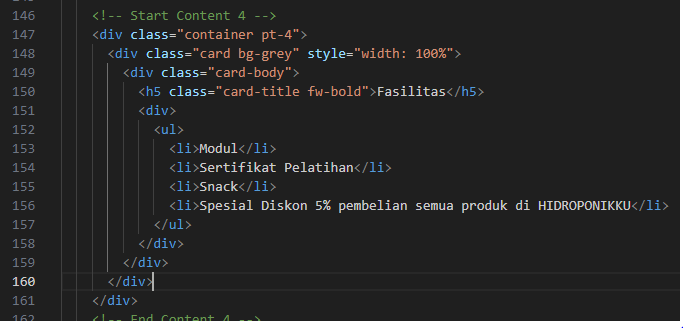 146 <!-- Start Content 4 -->
147 <div class="container pt-4">
148 <div class="card bg-grey" style="width: 100%">
149 <div class="card-body">
150 <h5 class="card-title fw-bold">Fasilitas</h5>
151 <div>
152 <ul>
153 <li>Modul</li>
154 <li>Sertifikat Pelatihan</li>
155 <li>Snack</li>
156 <li>Spesial Diskon 5% pembelian semua produk di HIDROPONIKKU</li>
157 </ul>
158 </div>
159 </div>
160 </div>
161 </div>
162 <!-- End Content 4 -->